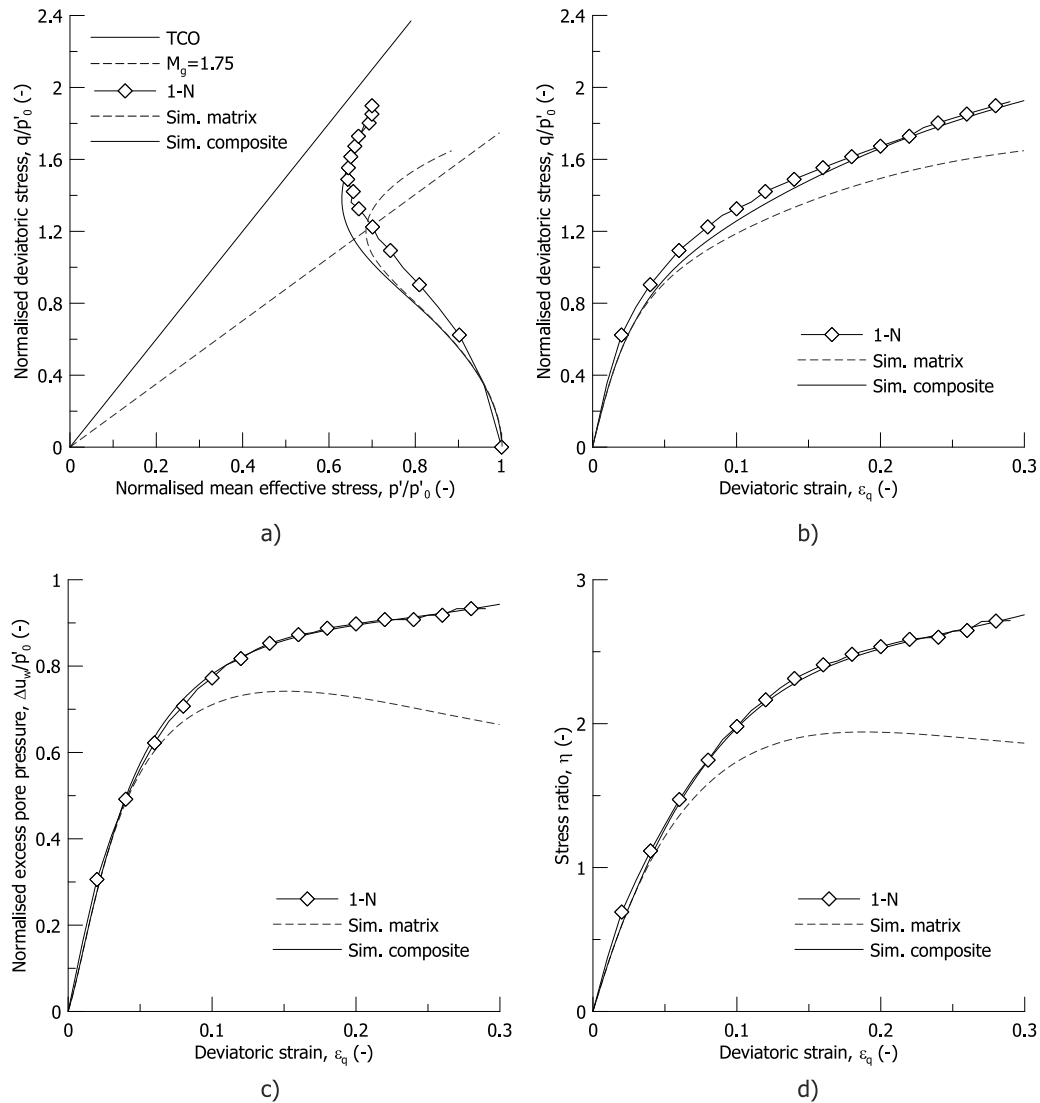 2.4
2
1.6
1.2
0.8
0.4
0
Normalised deviatoric stress, q/p'₀ (-)
TCO
M_g=1.75
1-N
Sim. matrix
Sim. composite
0 0.2 0.4 0.6 0.8 1
Normalised mean effective stress, p'/p'₀ (-)
a)
2.4
2
1.6
1.2
0.8
0.4
0
Normalised deviatoric stress, q/p'₀ (-)
1-N
Sim. matrix
Sim. composite
0 0.1 0.2 0.3
Deviatoric strain, ε_q (-)
b)
1
0.8
0.6
0.4
0.2
0
Normalised excess pore pressure, Δu_w/p'₀ (-)
1-N
Sim. matrix
Sim. composite
0 0.1 0.2 0.3
Deviatoric strain, ε_q (-)
c)
3
2
1
0
Stress ratio, η (-)
1-N
Sim. matrix
Sim. composite
0 0.1 0.2 0.3
Deviatoric strain, ε_q (-)
d)